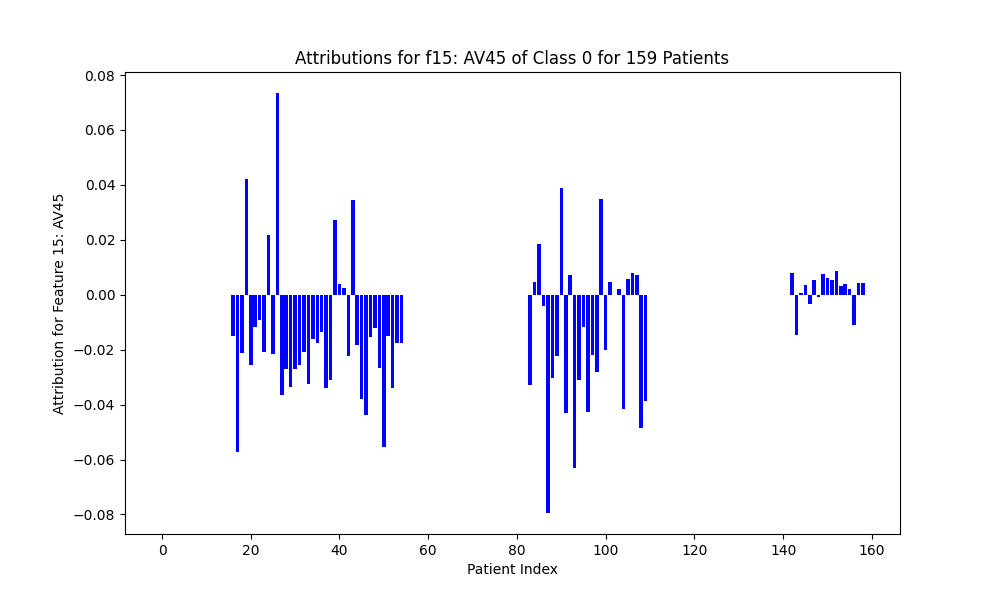 Attributions for f15: AV45 of Class 0 for 159 Patients
Attribution for Feature 15: AV45
0.08
0.06
0.04
0.02
0.00
−0.02
−0.04
−0.06
−0.08
0 20 40 60 80 100 120 140 160
Patient Index